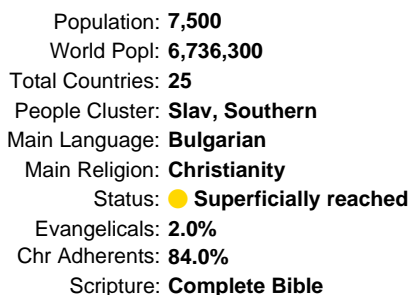 Population: 7,500
World Popl: 6,736,300
Total Countries: 25
People Cluster: Slav, Southern
Main Language: Bulgarian
Main Religion: Christianity
Status: Superficially reached
Evangelicals: 2.0%
Chr Adherents: 84.0%
Scripture: Complete Bible